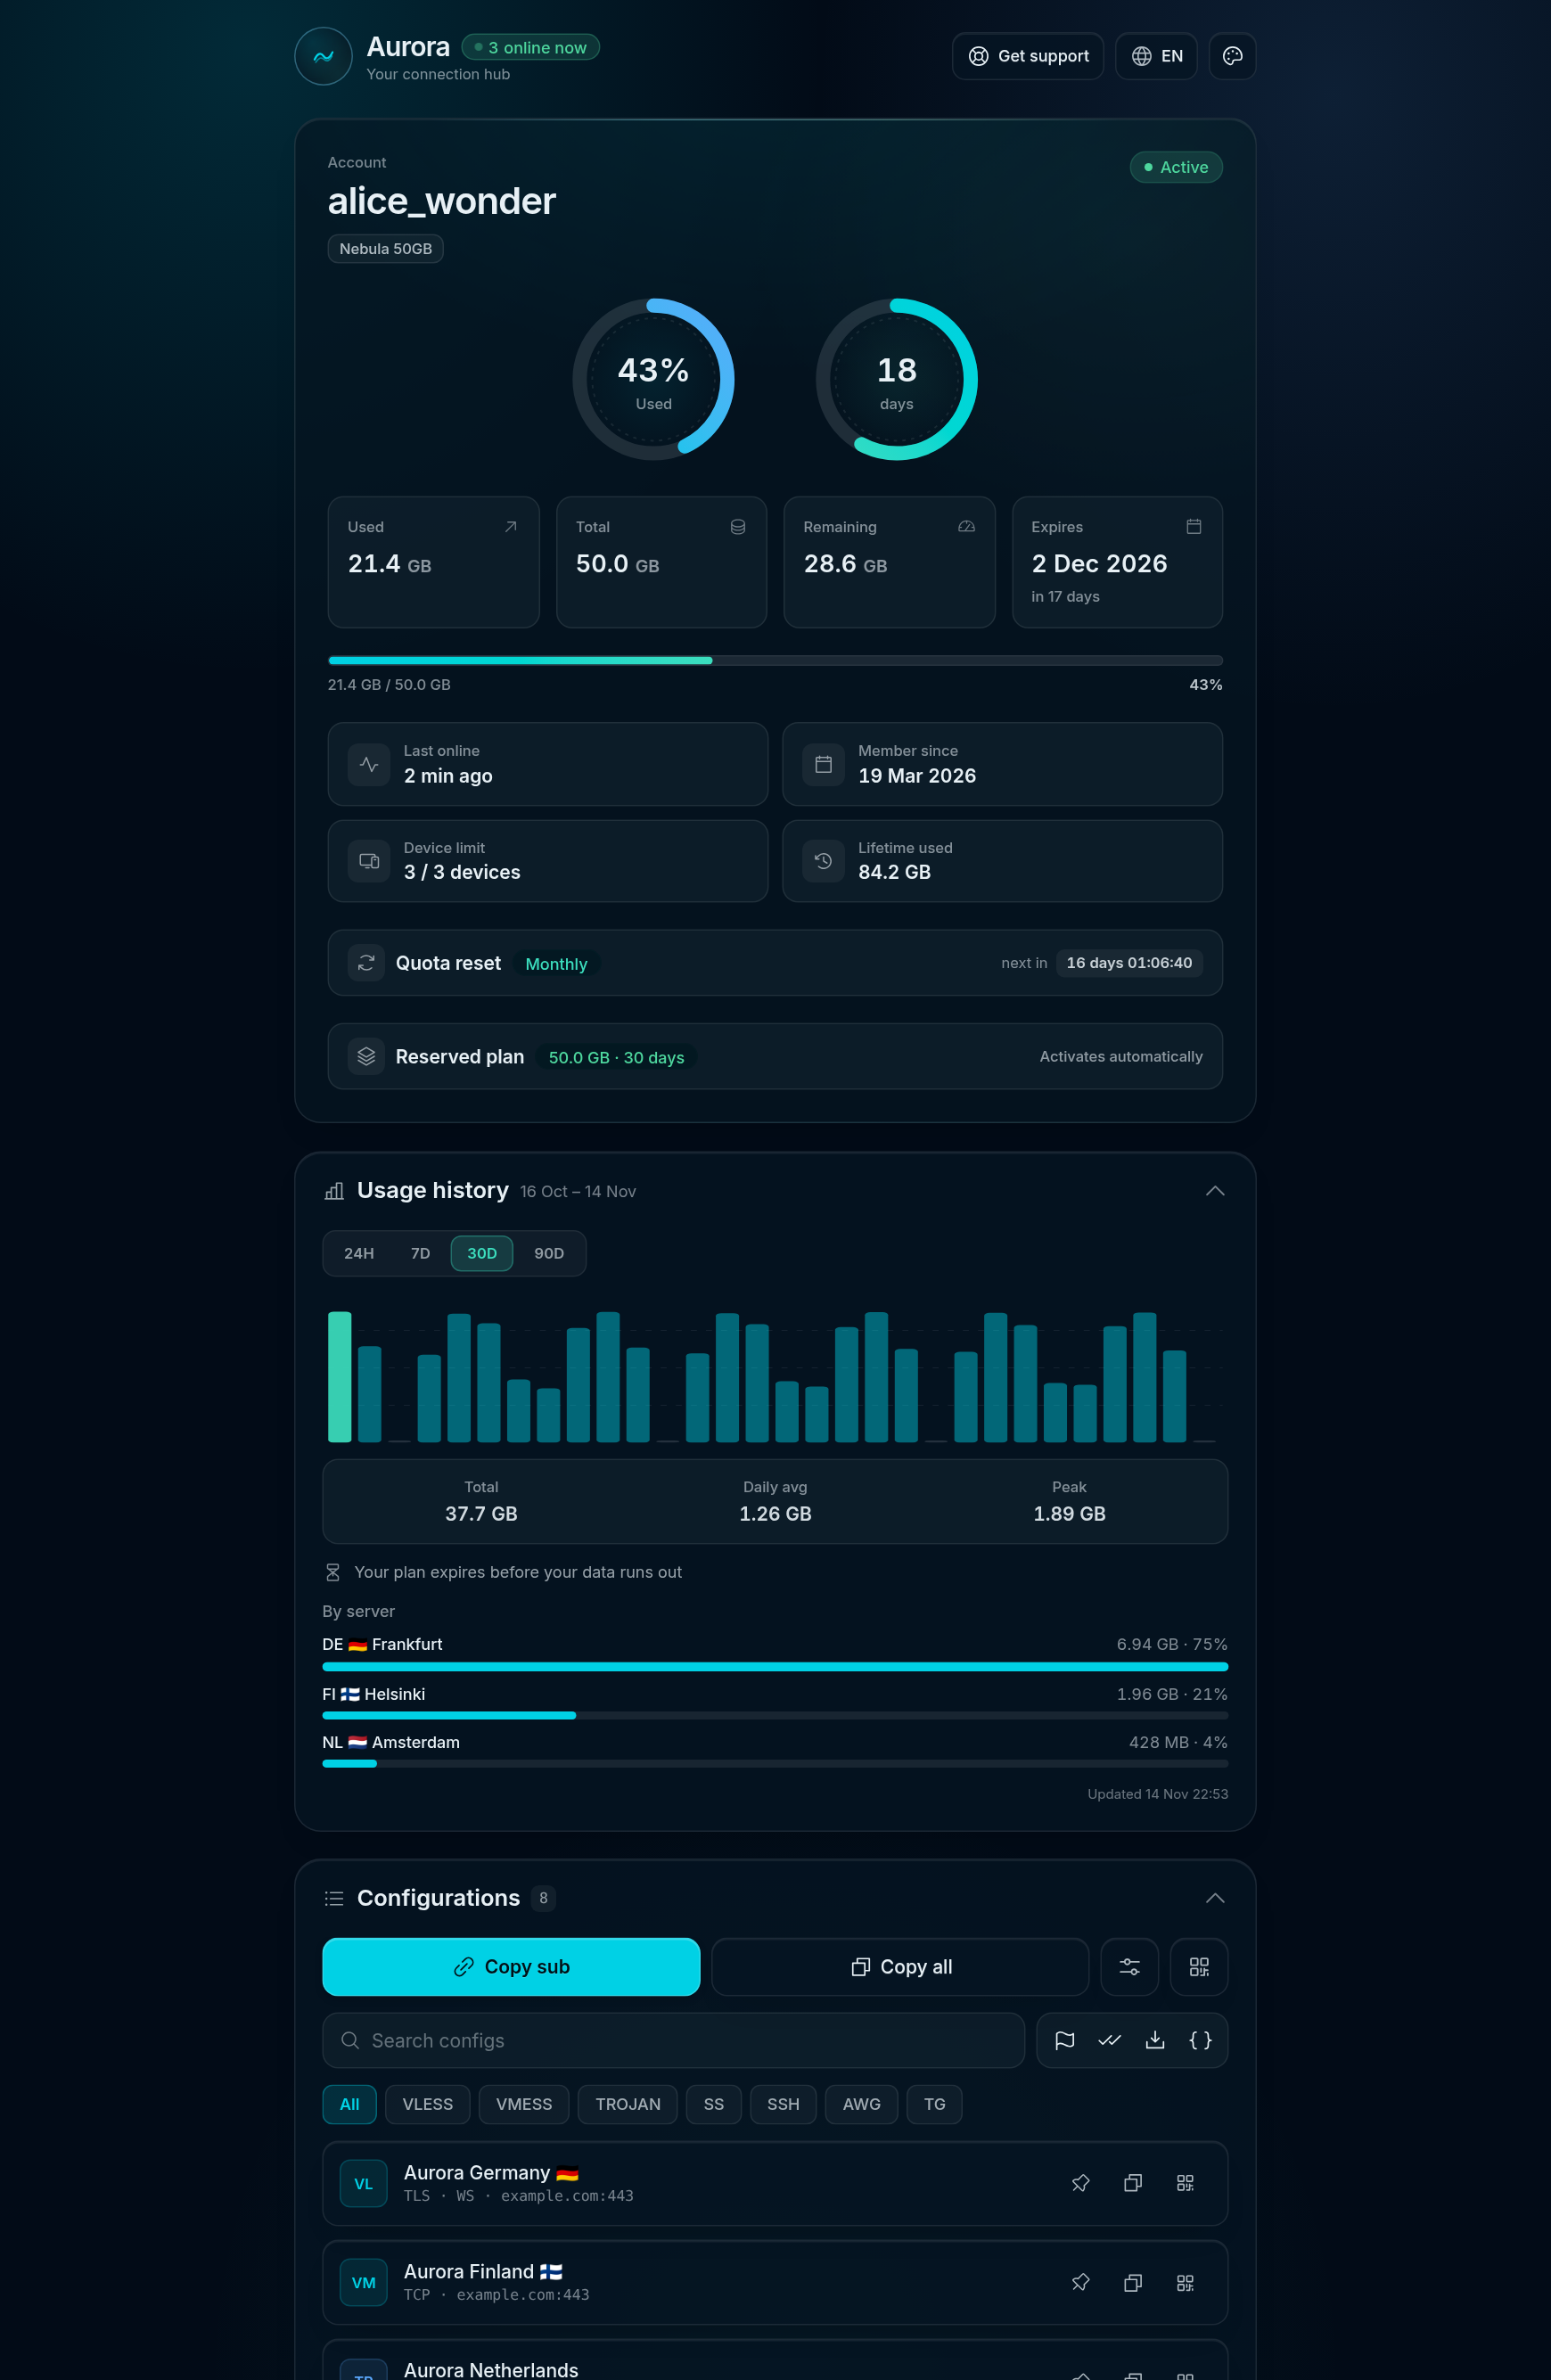 Aurora
3 online now
Your connection hub
Get support
EN
Account
alice_wonder
Active
Nebula 50GB
43%
Used
18
days
Used
21.4 GB
Total
50.0 GB
Remaining
28.6 GB
Expires
2 Dec 2026
in 17 days
21.4 GB / 50.0 GB
43%
Last online
2 min ago
Member since
19 Mar 2026
Device limit
3 / 3 devices
Lifetime used
84.2 GB
Quota reset
Monthly
next in
16 days 01:06:40
Reserved plan
50.0 GB · 30 days
Activates automatically
Usage history
16 Oct – 14 Nov
24H
7D
30D
90D
Total
37.7 GB
Daily avg
1.26 GB
Peak
1.89 GB
Your plan expires before your data runs out
By server
DE 🇩🇪 Frankfurt
6.94 GB · 75%
FI 🇫🇮 Helsinki
1.96 GB · 21%
NL 🇳🇱 Amsterdam
428 MB · 4%
Updated 14 Nov 22:53
Configurations
8
Copy sub
Copy all
Search configs
All
VLESS
VMESS
TROJAN
SS
SSH
AWG
TG
VL
Aurora Germany 🇩🇪
TLS · WS · example.com:443
VM
Aurora Finland 🇫🇮
TCP · example.com:443
Aurora Netherlands